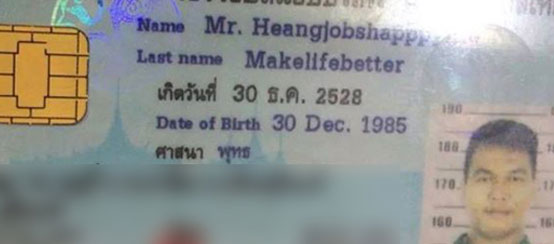 Name Mr. Heangjobshappp
Last name Makelifebetter
เกิดวันที่ 30 ธ.ค. 2528
Date of Birth 30 Dec. 1985
ศาสนา พุทธ
190
180
170
160